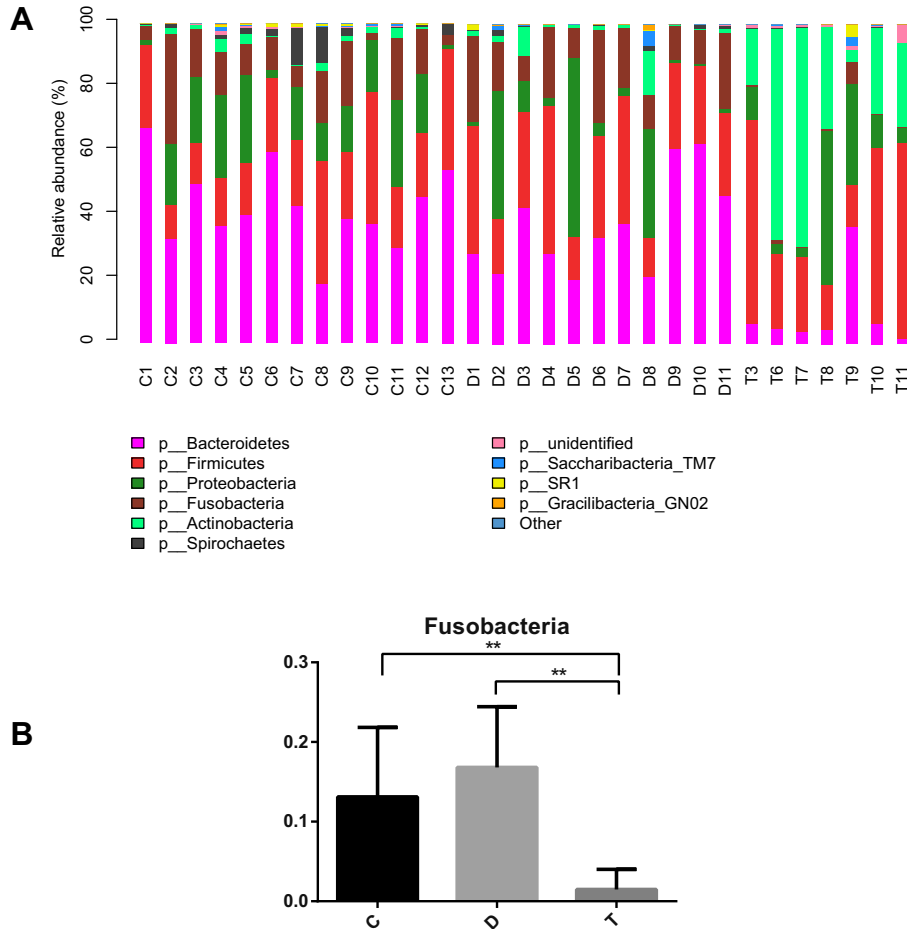 A
Relative abundance (%)
100
80
60
40
20
0
C1 C2 C3 C4 C5 C6 C7 C8 C9 C10 C11 C12 C13 D1 D2 D3 D4 D5 D6 D7 D8 D9 D10 D11 T3 T6 T7 T8 T9 T10 T11
p__Bacteroidetes
p__Firmicutes
p__Proteobacteria
p__Fusobacteria
p__Actinobacteria
p__Spirochaetes
p__unidentified
p__Saccharibacteria_TM7
p__SR1
p__Gracilibacteria_GN02
Other
B
Fusobacteria
**
**
0.3
0.2
0.1
0.0
C D T